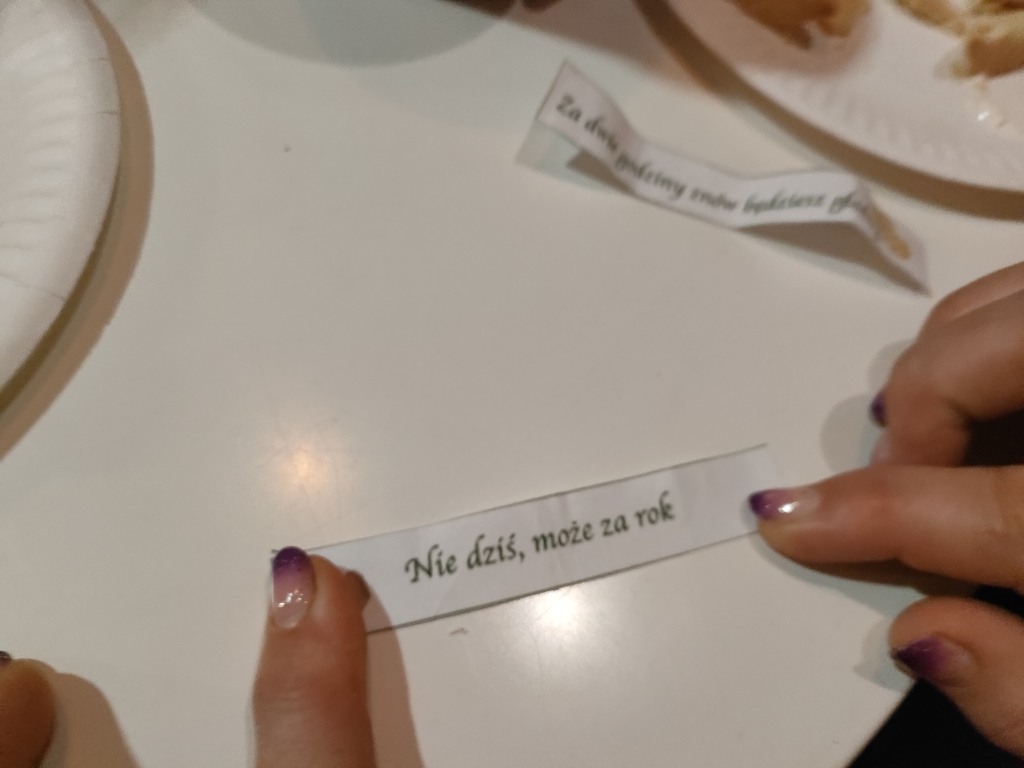 Za dwie godziny znów będziesz
Nie dziś, może za rok